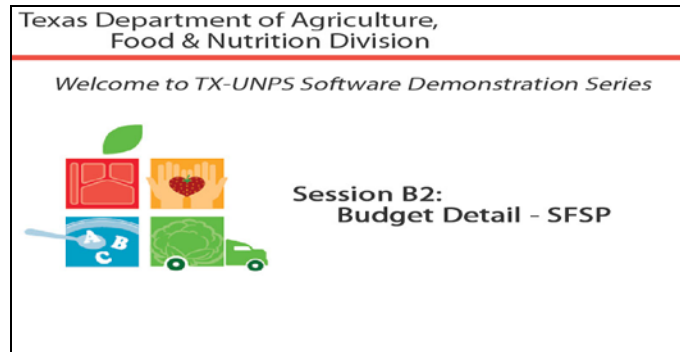 Texas Department of Agriculture,
Food & Nutrition Division
Welcome to TX-UNPS Software Demonstration Series
Session B2:
Budget Detail - SFSP
A B
C